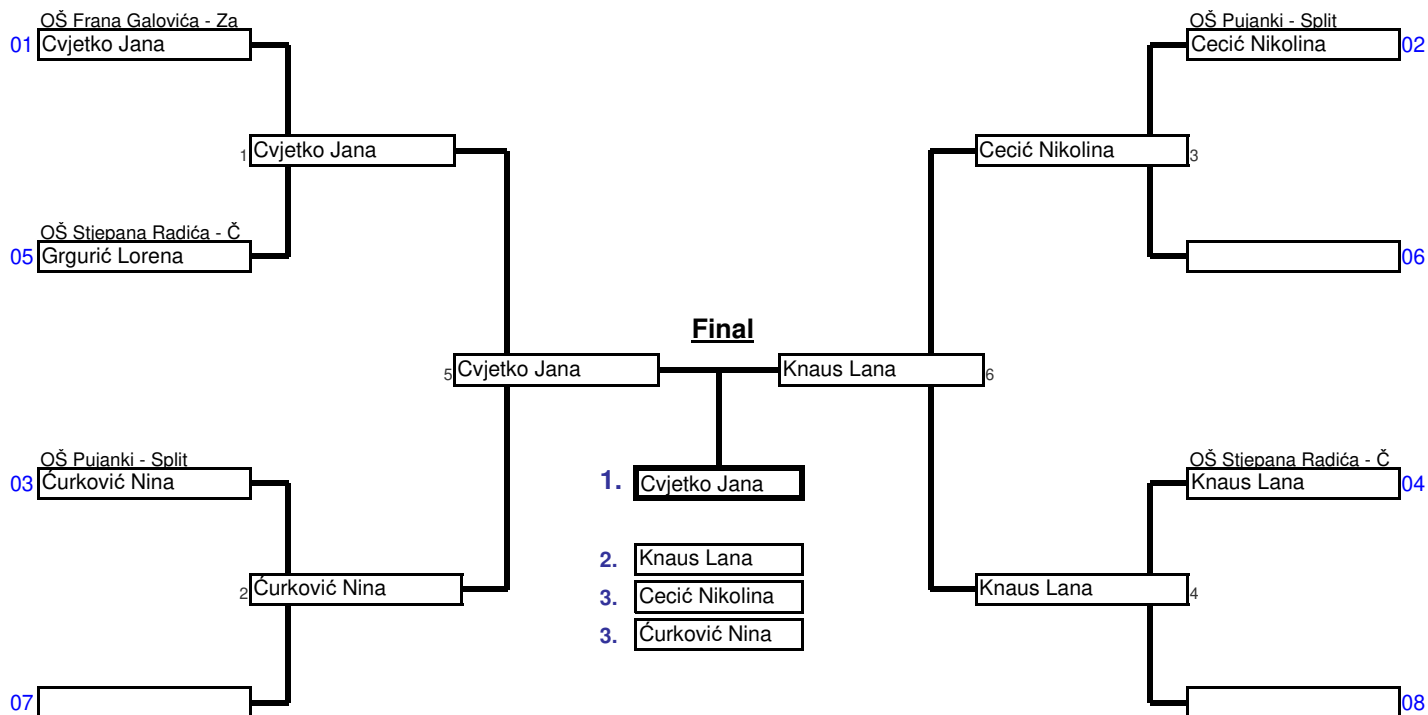 OŠ Frana Galovića - Za
01 Cvjetko Jana
OŠ Pujanki - Split
Cecić Nikolina 02
1 Cvjetko Jana
Cecić Nikolina 3
OŠ Stjepana Radića - Č
05 Grgurić Lorena
06
Final
5 Cvjetko Jana
Knaus Lana 6
OŠ Pujanki - Split
03 Ćurković Nina
OŠ Stjepana Radića - Č
Knaus Lana 04
1. Cvjetko Jana
2. Knaus Lana
3. Cecić Nikolina
3. Ćurković Nina
2 Ćurković Nina
Knaus Lana 4
07
08